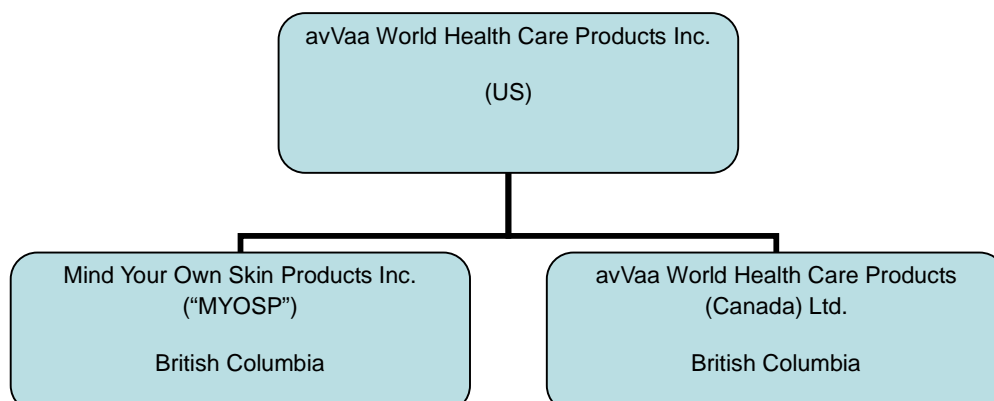 avVaa World Health Care Products Inc.
(US)
Mind Your Own Skin Products Inc.
(“MYOSP”)
British Columbia
avVaa World Health Care Products
(Canada) Ltd.
British Columbia